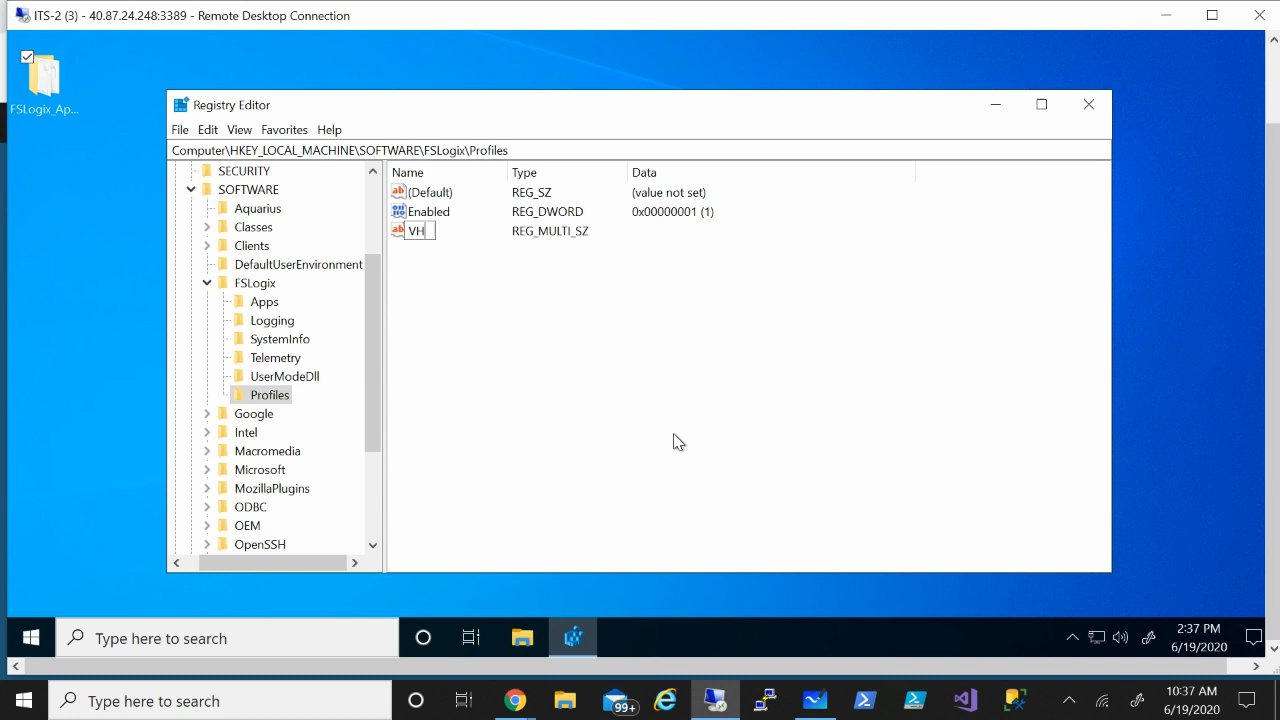 ITS-2 (3) - 40.87.24.248:3389 - Remote Desktop Connection
FSLogix_Ap...
Registry Editor
File Edit View Favorites Help
Computer\HKEY_LOCAL_MACHINE\SOFTWARE\FSLogix\Profiles
SECURITY
SOFTWARE
Aquarius
Classes
Clients
DefaultUserEnvironment
FSLogix
Apps
Logging
SystemInfo
Telemetry
UserModeDll
Profiles
Google
Intel
Macromedia
Microsoft
MozillaPlugins
ODBC
OEM
OpenSSH
Name Type Data
(Default) REG_SZ (value not set)
Enabled REG_DWORD 0x00000001 (1)
VH REG_MULTI_SZ
Type here to search
2:37 PM
6/19/2020
Type here to search
99+
10:37 AM
6/19/2020